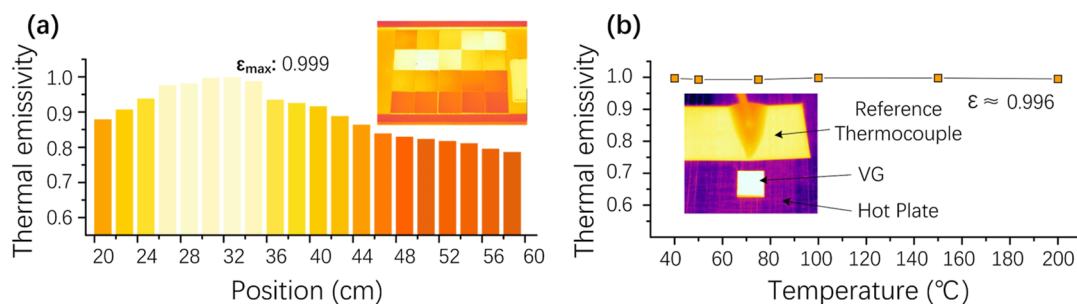 (a)
Thermal emissivity
1.0
0.9
0.8
0.7
0.6
εmax: 0.999
20 24 28 32 36 40 44 48 52 56 60
Position (cm)
(b)
Thermal emissivity
1.0
0.9
0.8
0.7
0.6
ε ≈ 0.996
Reference
Thermocouple
VG
Hot Plate
40 60 80 100 120 140 160 180 200
Temperature (℃)